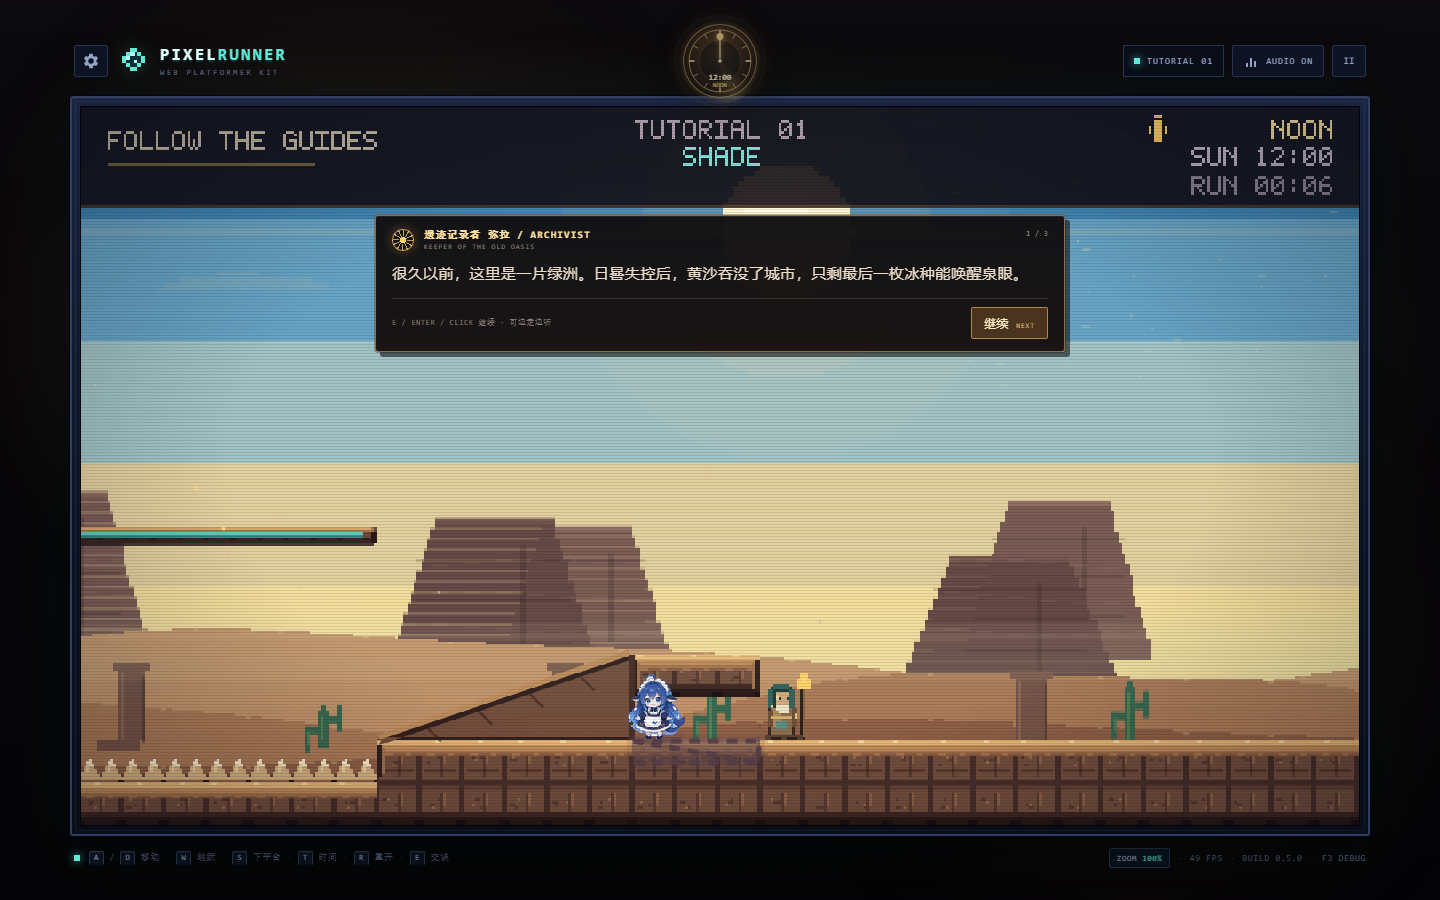 PIXELRUNNER
WEB PLATFORMER KIT
12:00
NOON
TUTORIAL 01
AUDIO ON
II
FOLLOW THE GUIDES
TUTORIAL 01
SHADE
NOON
SUN 12:00
RUN 00:06
遗迹记录者 弥拉 / ARCHIVIST
KEEPER OF THE OLD OASIS
1 / 3
很久以前，这里是一片绿洲。日晷失控后，黄沙吞没了城市，只剩最后一枚冰种能唤醒泉眼。
E / ENTER / CLICK 继续 · 可边走边听
继续 NEXT
A / D 移动 · W 跳跃 · S 下平台 · T 时间 · R 重开 · E 交谈
ZOOM 100% · 49 FPS · BUILD 0.5.0 · F3 DEBUG